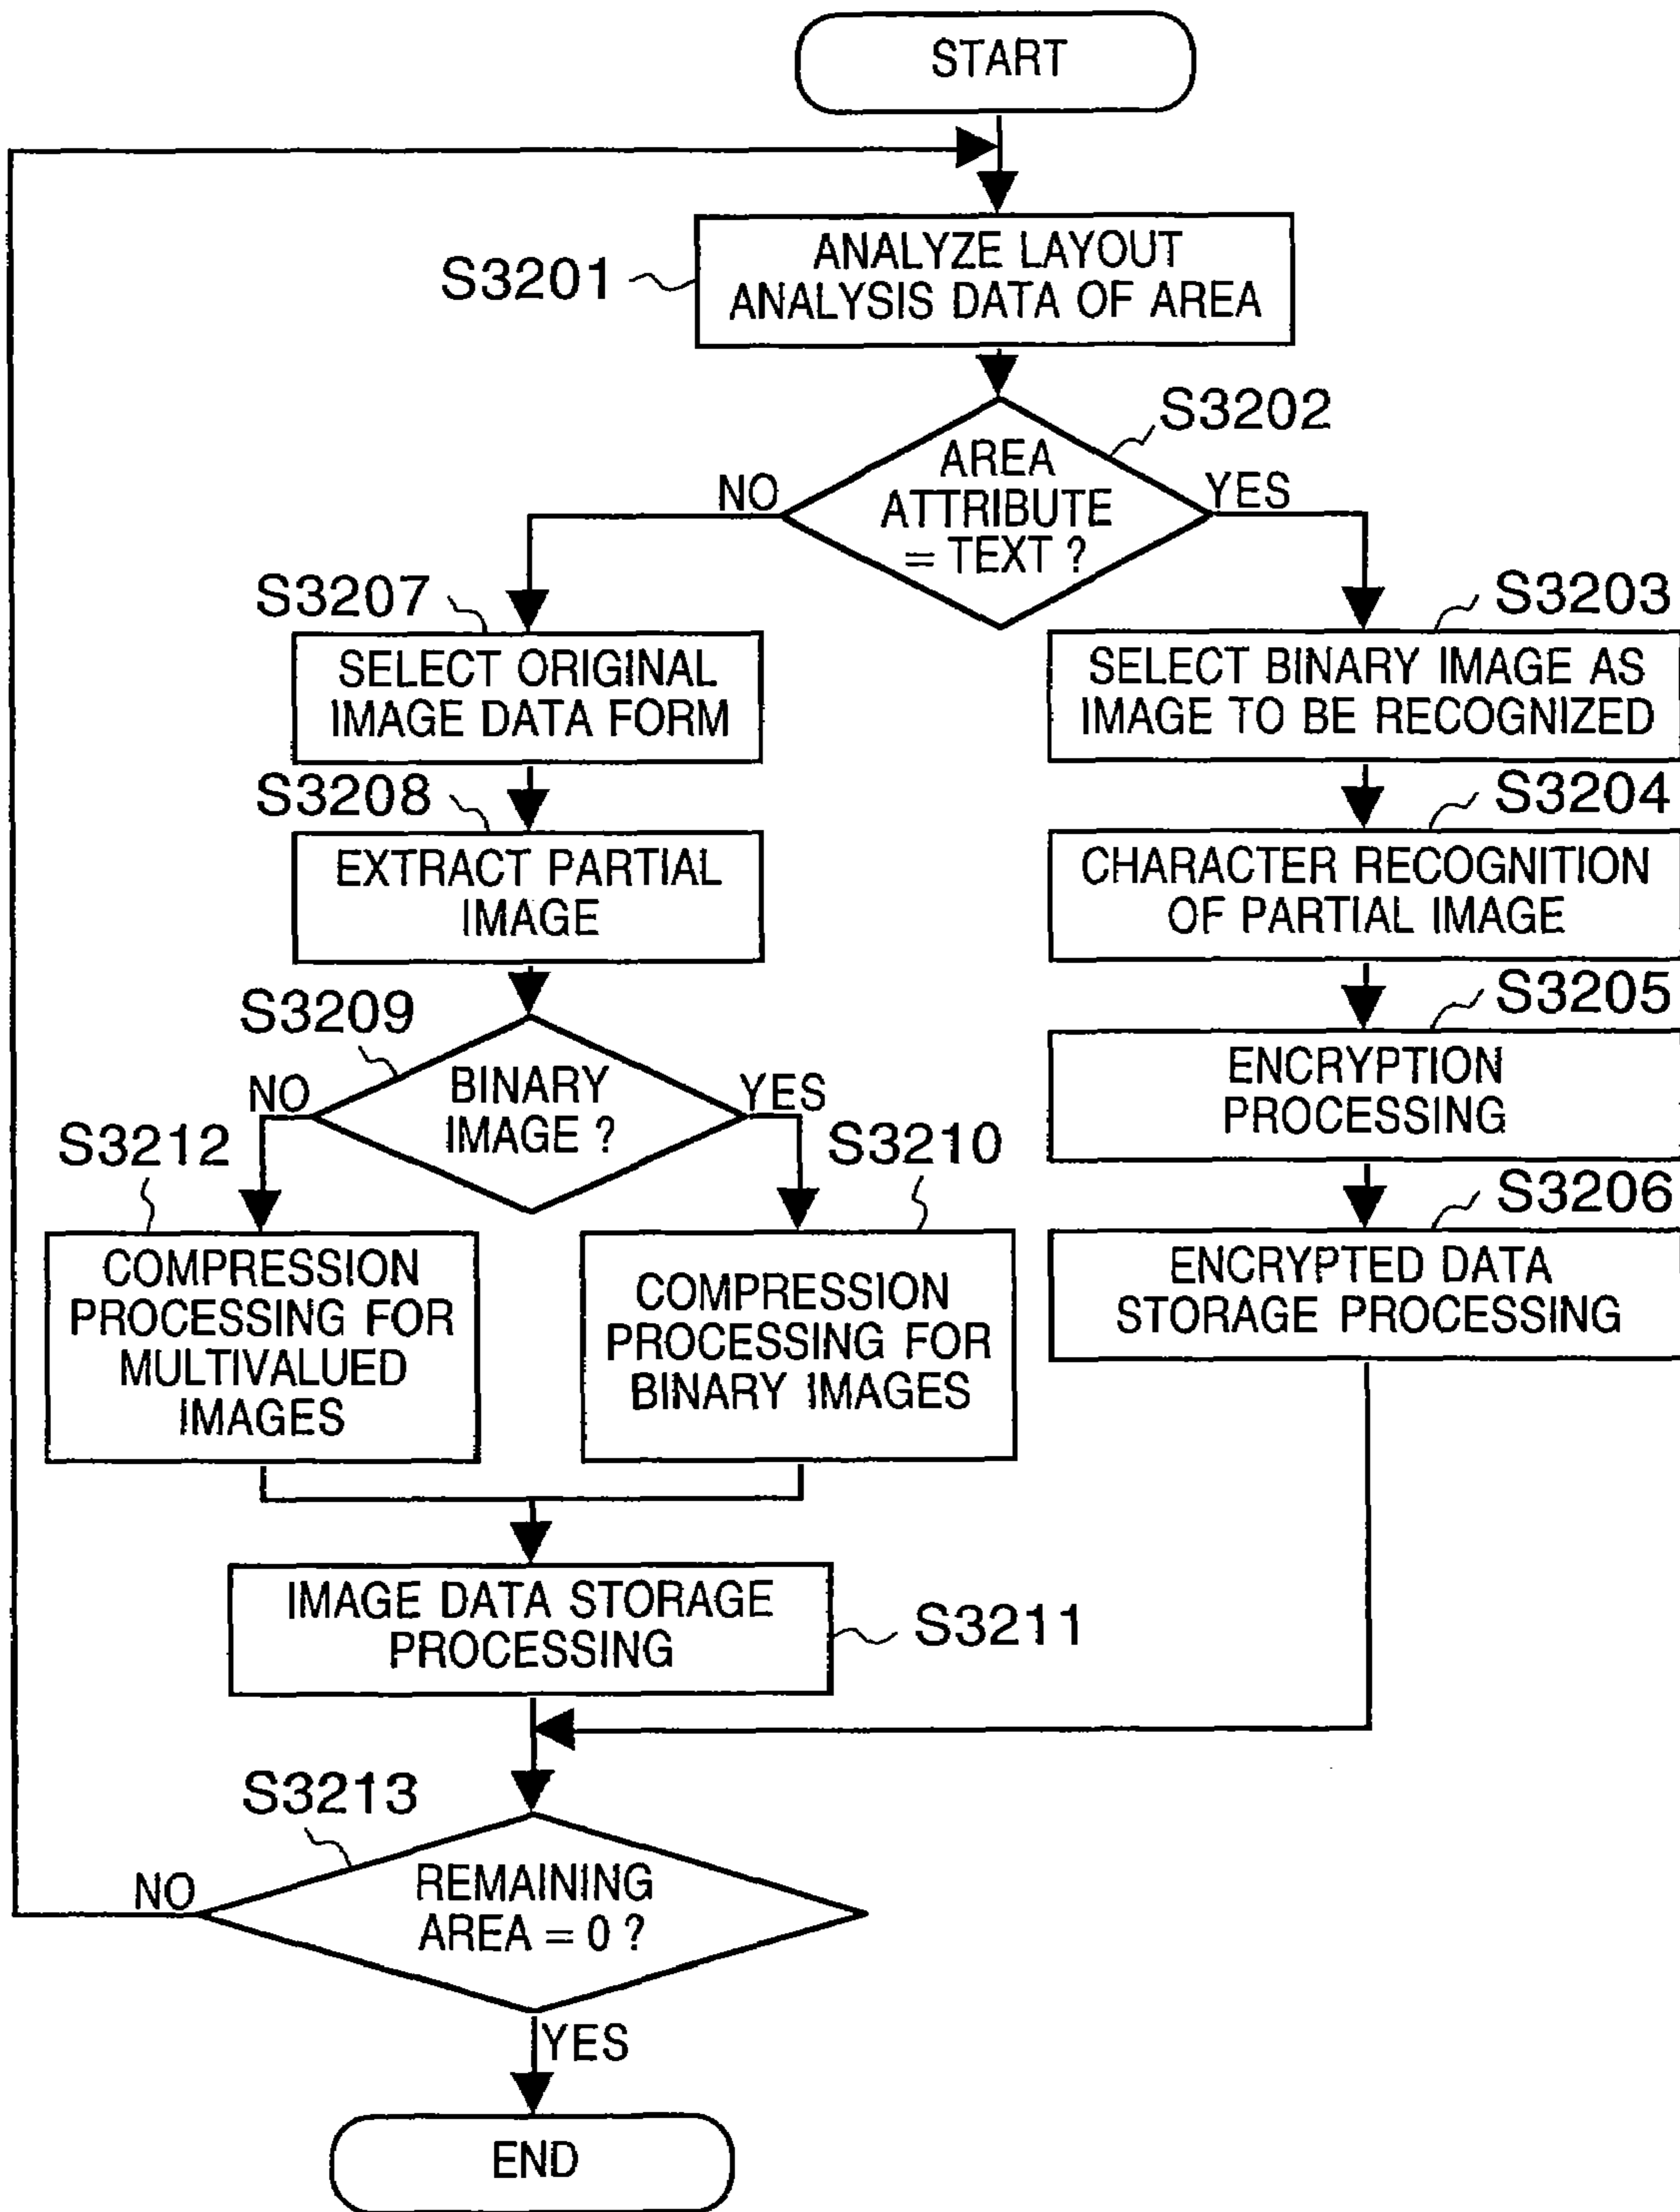 START
S3201
ANALYZE LAYOUT
ANALYSIS DATA OF AREA
S3202
AREA
ATTRIBUTE
= TEXT ?
NO
YES
S3207
SELECT ORIGINAL
IMAGE DATA FORM
S3203
SELECT BINARY IMAGE AS
IMAGE TO BE RECOGNIZED
S3208
EXTRACT PARTIAL
IMAGE
S3204
CHARACTER RECOGNITION
OF PARTIAL IMAGE
S3209
BINARY
IMAGE ?
NO
YES
S3205
ENCRYPTION
PROCESSING
S3212
COMPRESSION
PROCESSING FOR
MULTIVALUED
IMAGES
S3210
COMPRESSION
PROCESSING FOR
BINARY IMAGES
S3206
ENCRYPTED DATA
STORAGE PROCESSING
IMAGE DATA STORAGE
PROCESSING
S3211
S3213
REMAINING
AREA = 0 ?
NO
YES
END